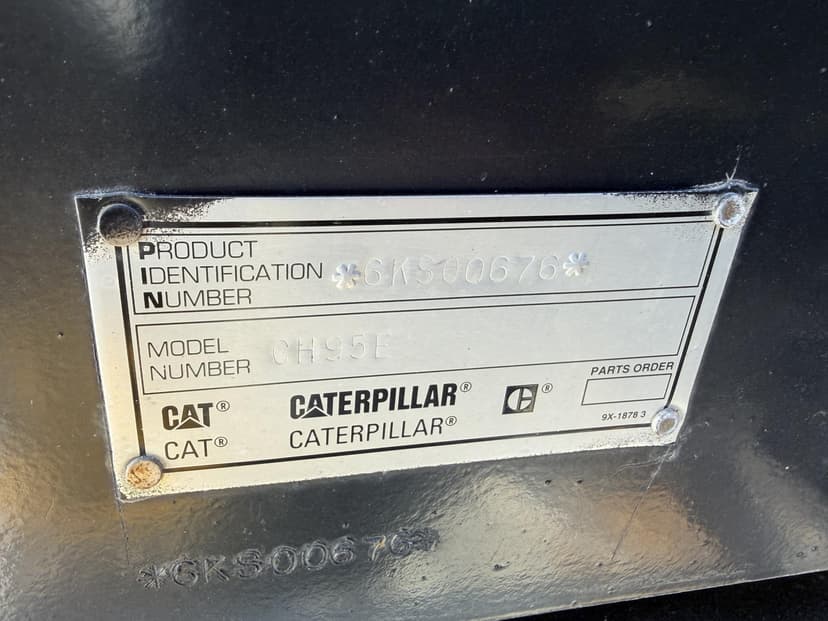 PRODUCT
IDENTIFICATION
NUMBER
*6KS00676*
MODEL
NUMBER
CH95E
CAT® CATERPILLAR® ®
CAT® CATERPILLAR®
PARTS ORDER
9X-1878 3
*6KS00676*